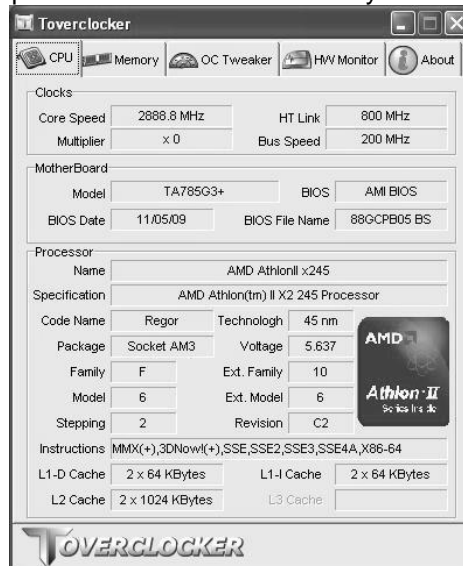 Toverclocker
CPU Memory OC Tweaker H/W Monitor About
Clocks
Core Speed 2888.8 MHz HT Link 800 MHz
Multiplier x 0 Bus Speed 200 MHz
MotherBoard
Model TA785G3+ BIOS AMI BIOS
BIOS Date 11/05/09 BIOS File Name 88GCPB05 BS
Processor
Name AMD AthlonII x245
Specification AMD Athlon(tm) II X2 245 Processor
Code Name Regor Technologh 45 nm
Package Socket AM3 Voltage 5.637
Family F Ext. Family 10
Model 6 Ext. Model 6
Stepping 2 Revision C2
AMD
Athlon II
Instructions MMX(+),3DNow!(+),SSE,SSE2,SSE3,SSE4A,X86-64
L1-D Cache 2 x 64 KBytes L1-I Cache 2 x 64 KBytes
L2 Cache 2 x 1024 KBytes L3 Cache
TOVERCLOCKER